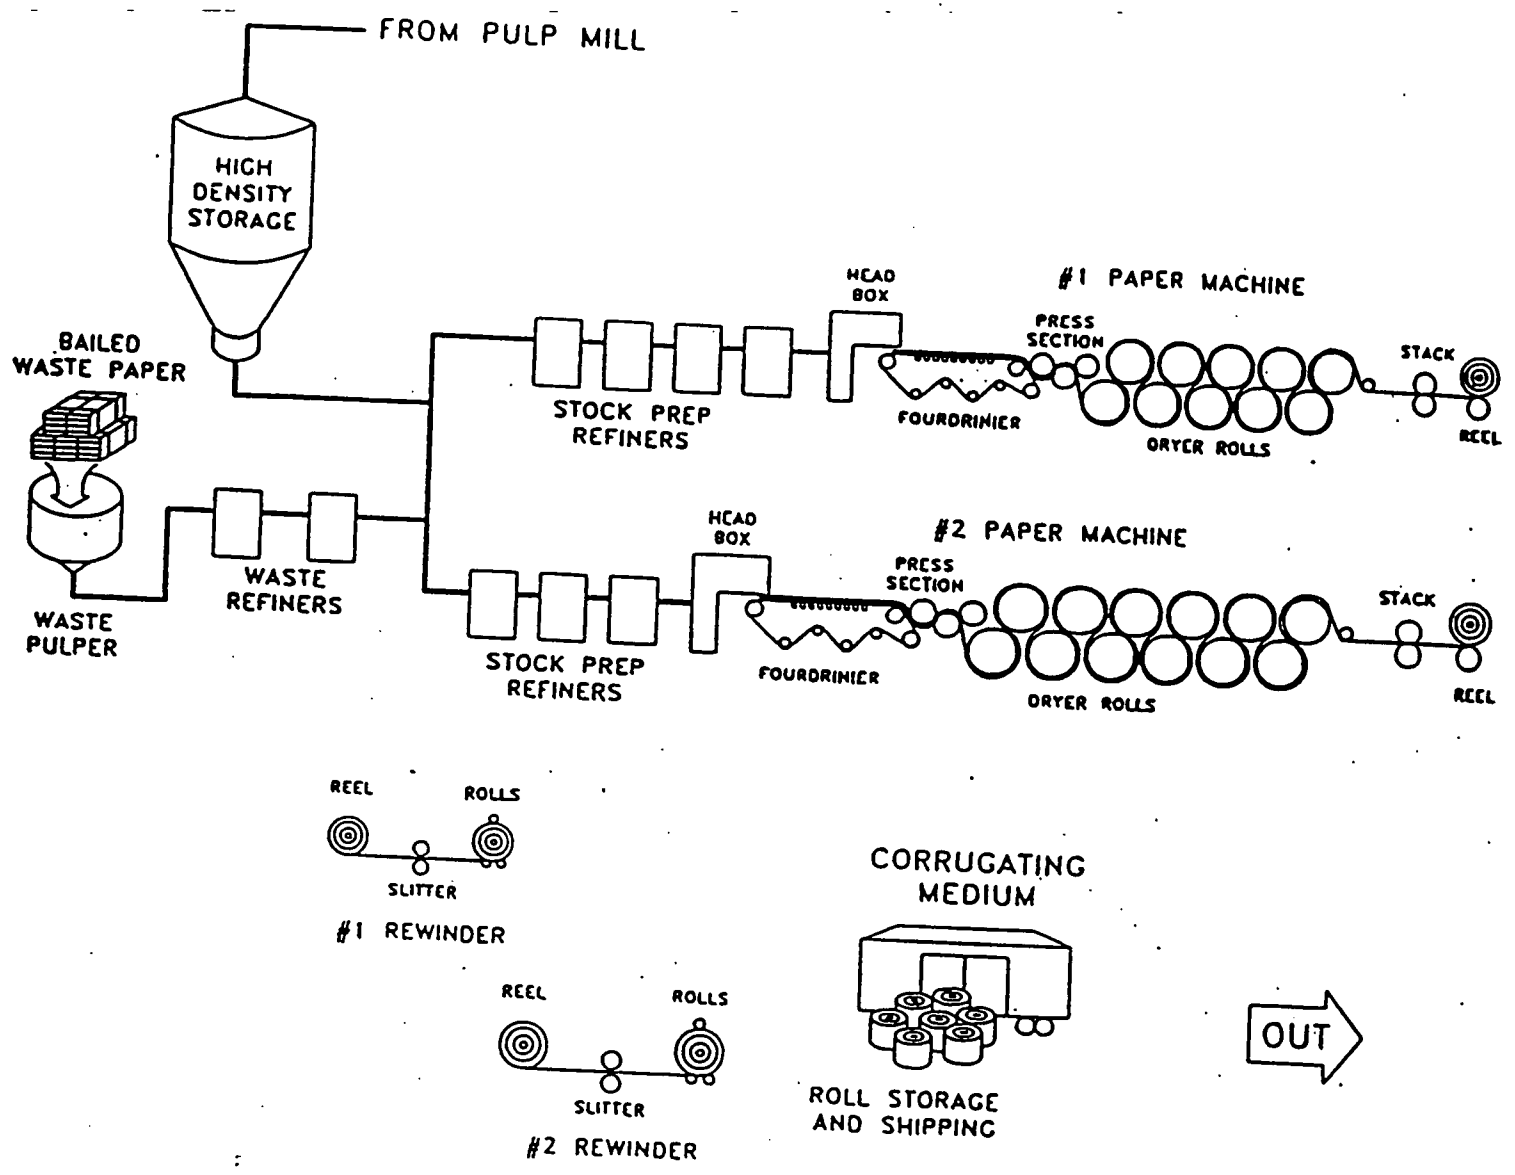 FROM PULP MILL
HIGH
DENSITY
STORAGE
BAILED
WASTE PAPER
WASTE
PULPER
WASTE
REFINERS
STOCK PREP
REFINERS
HEAD
BOX
FOURDRINIER
PRESS
SECTION
#1 PAPER MACHINE
DRYER ROLLS
STACK
REEL
STOCK PREP
REFINERS
HEAD
BOX
FOURDRINIER
PRESS
SECTION
#2 PAPER MACHINE
DRYER ROLLS
STACK
REEL
REEL
ROLLS
SLITTER
#1 REWINDER
REEL
ROLLS
SLITTER
#2 REWINDER
CORRUGATING
MEDIUM
ROLL STORAGE
AND SHIPPING
OUT